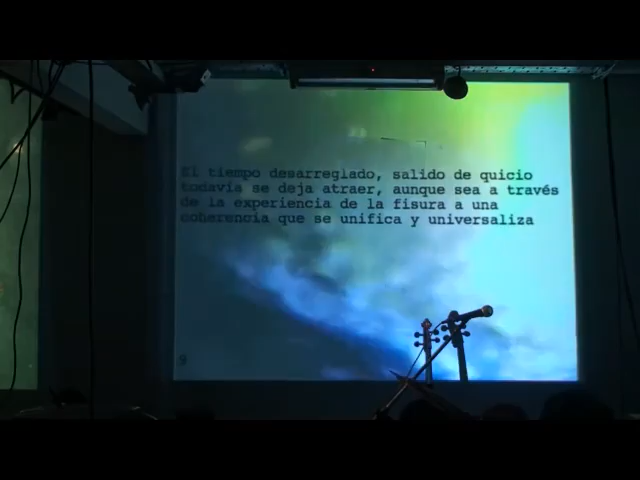 El tiempo desarreglado, salido de quicio
todavía se deja atraer, aunque sea a través
de la experiencia de la fisura a una
coherencia que se unifica y universaliza